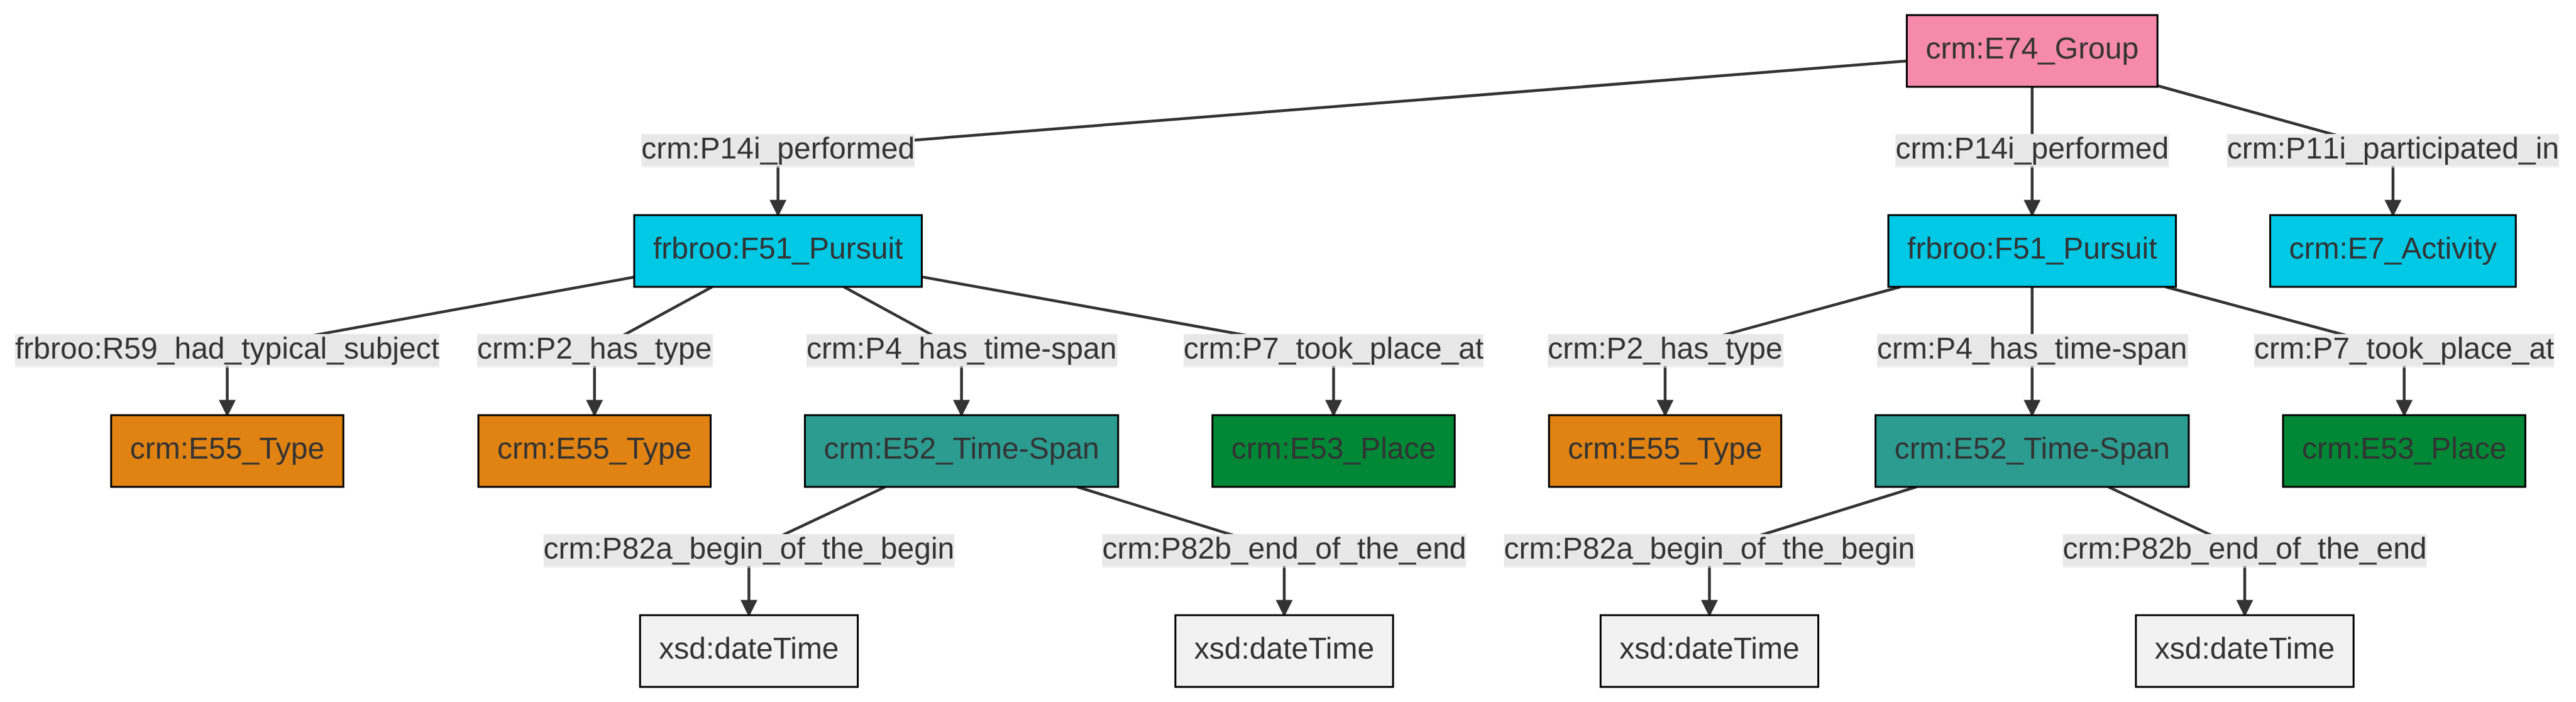 crm:E74_Group
crm:P14i_performed
crm:P14i_performed
crm:P11i_participated_in
frbroo:F51_Pursuit
frbroo:F51_Pursuit
crm:E7_Activity
frbroo:R59_had_typical_subject
crm:P2_has_type
crm:P4_has_time-span
crm:P7_took_place_at
crm:P2_has_type
crm:P4_has_time-span
crm:P7_took_place_at
crm:E55_Type
crm:E55_Type
crm:E52_Time-Span
crm:E53_Place
crm:E55_Type
crm:E52_Time-Span
crm:E53_Place
crm:P82a_begin_of_the_begin
crm:P82b_end_of_the_end
crm:P82a_begin_of_the_begin
crm:P82b_end_of_the_end
xsd:dateTime
xsd:dateTime
xsd:dateTime
xsd:dateTime